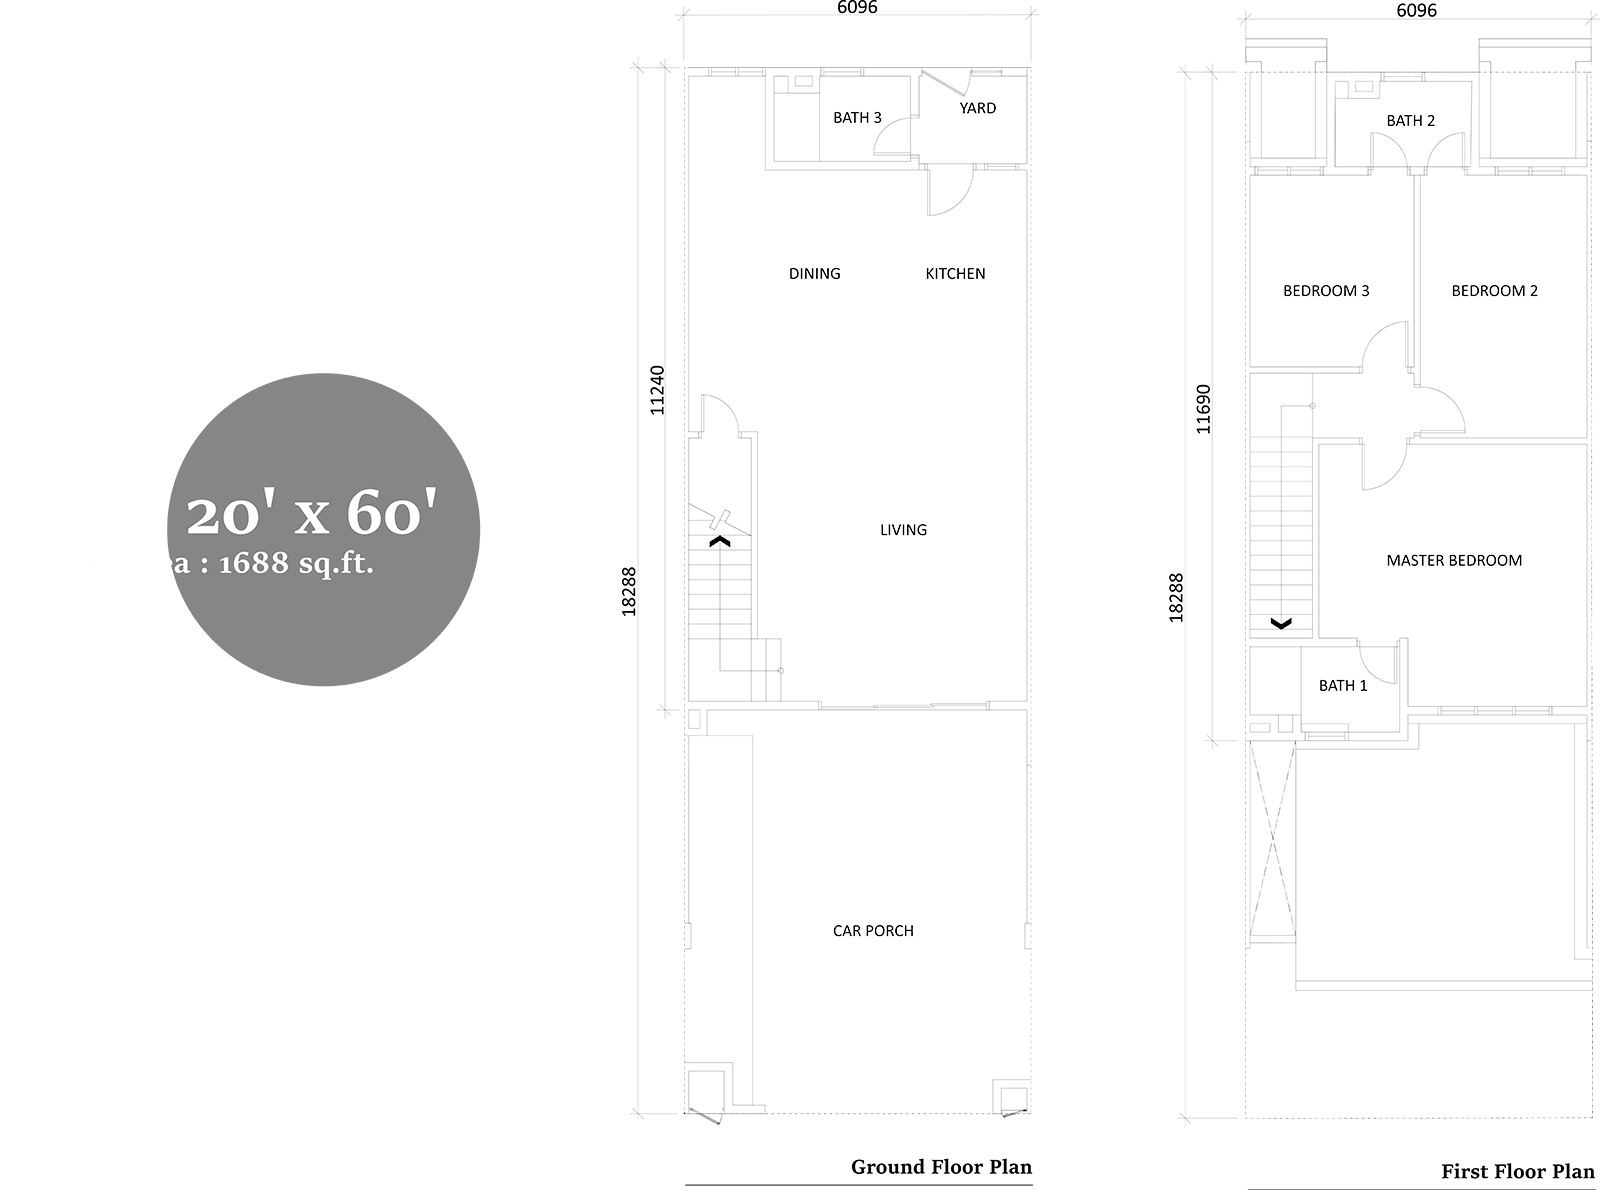 20' x 60'
: 1688 sq.ft.
6096
11240
18288
BATH 3
YARD
DINING
KITCHEN
LIVING
CAR PORCH
Ground Floor Plan
6096
11690
18288
BATH 2
BEDROOM 3
BEDROOM 2
MASTER BEDROOM
BATH 1
First Floor Plan